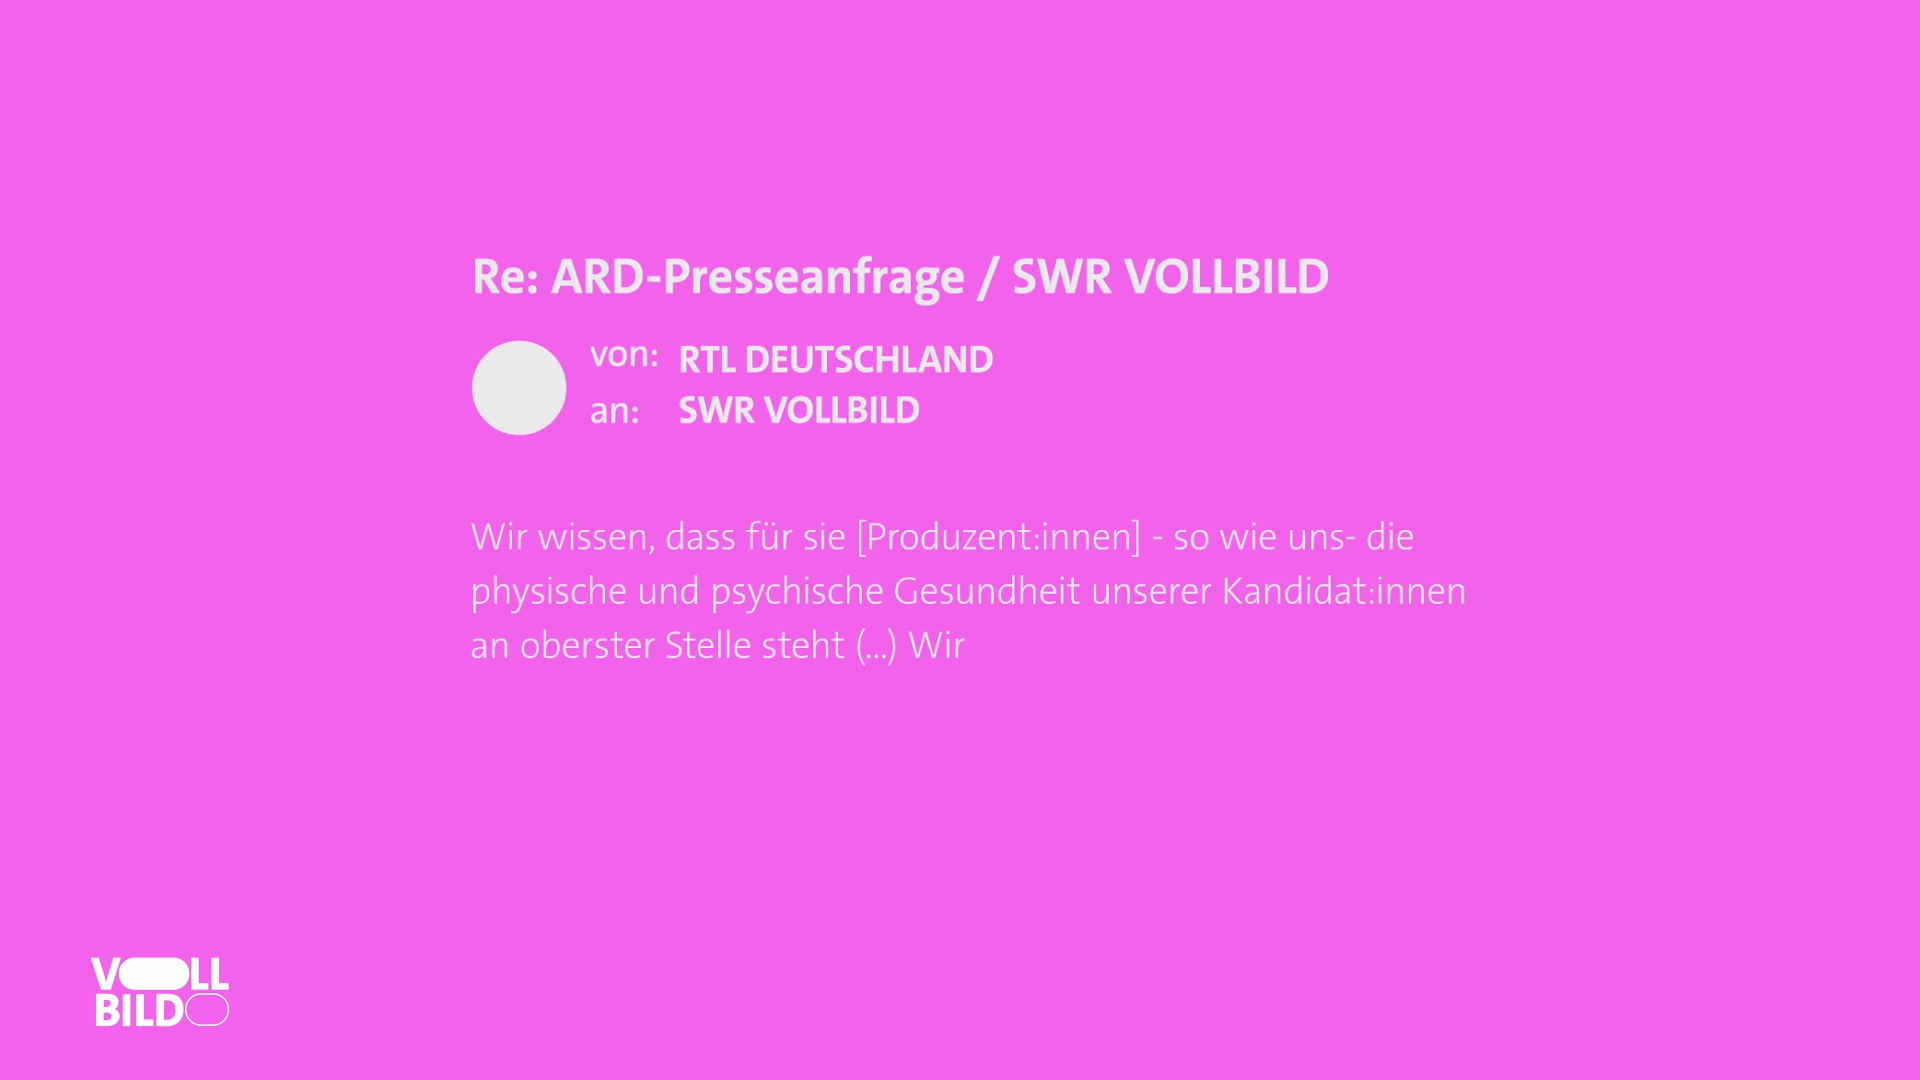 Re: ARD-Presseanfrage / SWR VOLLBILD
von: RTL DEUTSCHLAND
an: SWR VOLLBILD
Wir wissen, dass für sie [Produzent:innen] - so wie uns- die
physische und psychische Gesundheit unserer Kandidat:innen
an oberster Stelle steht (...) Wir
VOLL
BILD